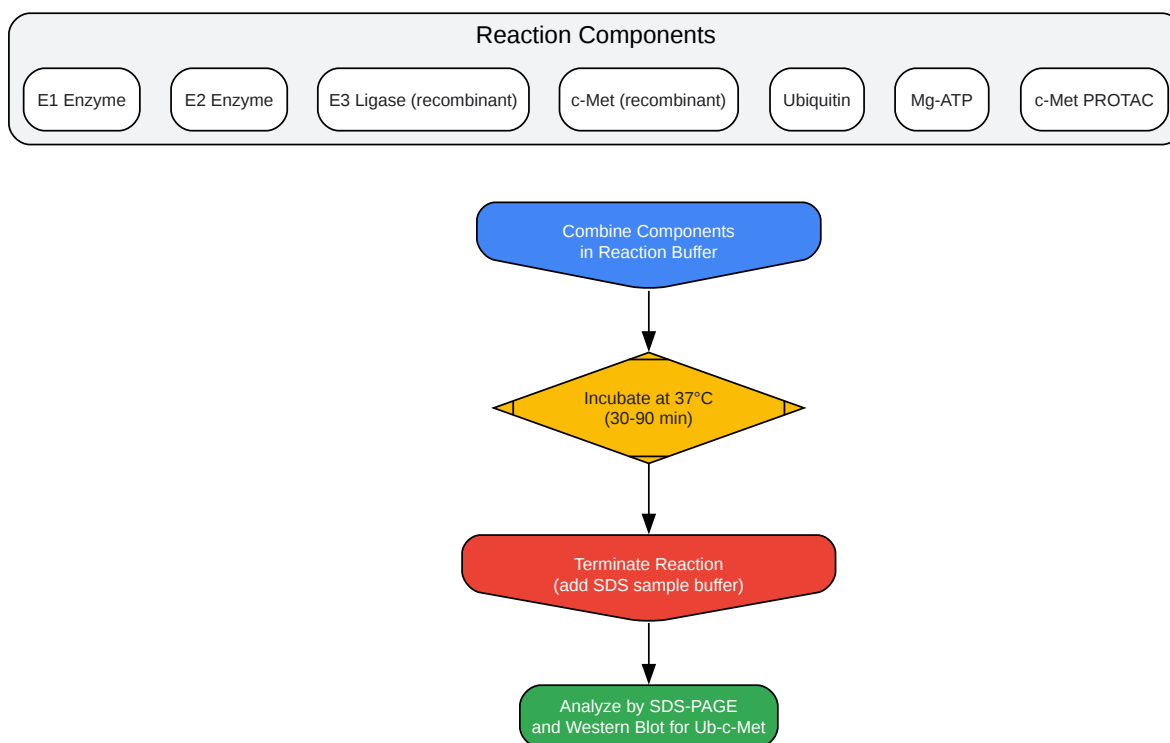 Reaction Components
E1 Enzyme
E2 Enzyme
E3 Ligase (recombinant)
c-Met (recombinant)
Ubiquitin
Mg-ATP
c-Met PROTAC
Combine Components
in Reaction Buffer
Incubate at 37°C
(30-90 min)
Terminate Reaction
(add SDS sample buffer)
Analyze by SDS-PAGE
and Western Blot for Ub-c-Met